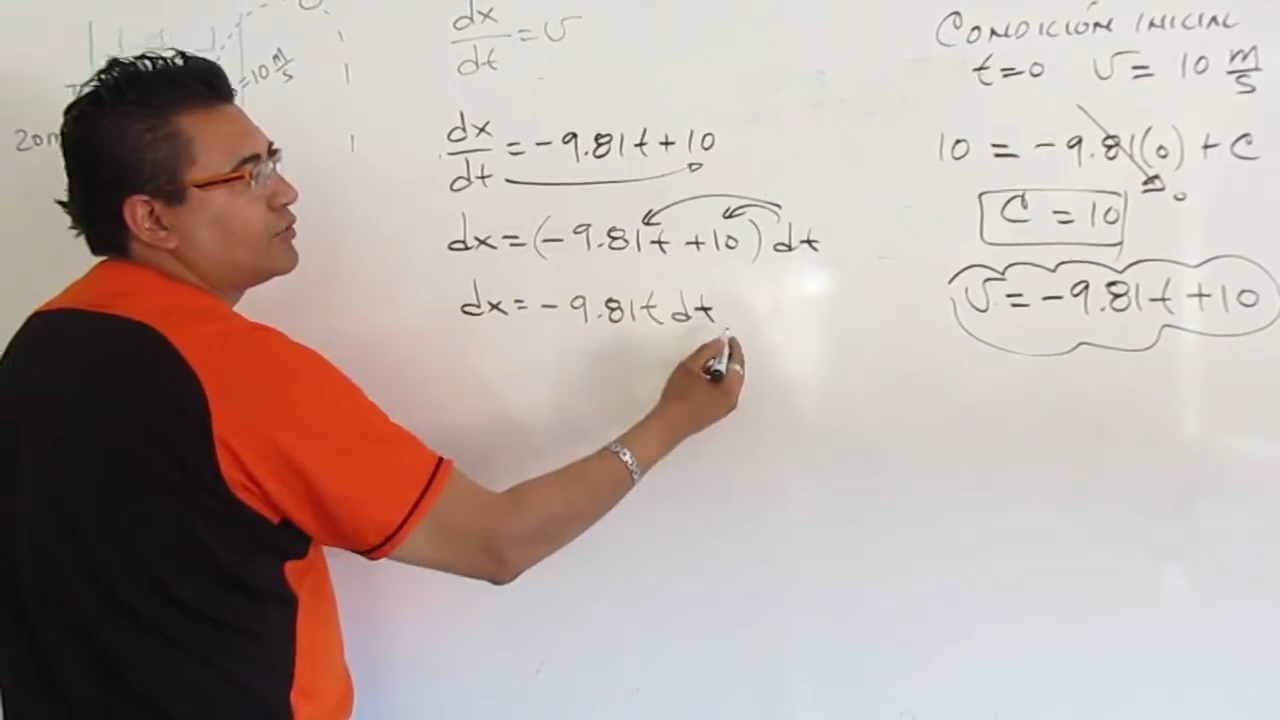 = 10 m/s
20m
dx/dt = v
dx/dt = -9.81t + 10
dx = (-9.81t + 10) dt
dx = -9.81t dt
CONDICIÓN INICIAL
t=0 v = 10 m/s
10 = -9.81(0) + C
0
C = 10
v = -9.81t + 10